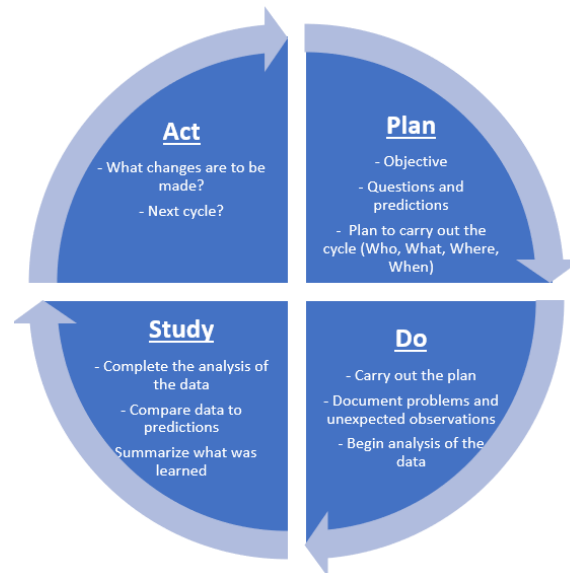 Act
- What changes are to be
made?
- Next cycle?
Plan
- Objective
- Questions and
predictions
- Plan to carry out the
cycle (Who, What, Where,
When)
Study
- Complete the analysis of
the data
- Compare data to
predictions
Summarize what was
learned
Do
- Carry out the plan
- Document problems and
unexpected observations
- Begin analysis of the
data